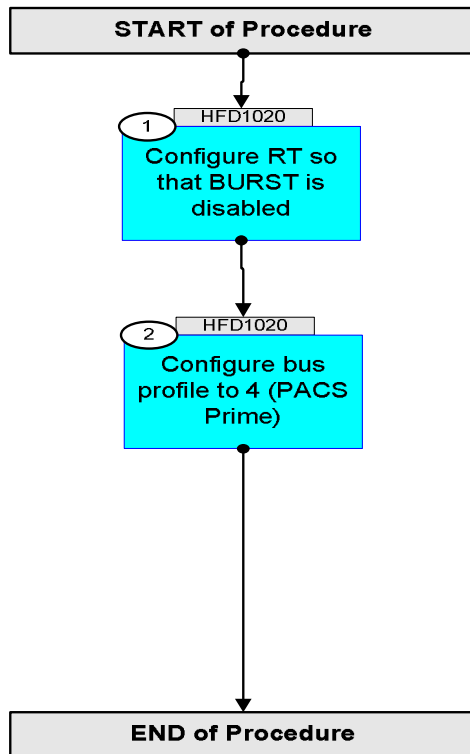 START of Procedure
HFD1020
1
Configure RT so
that BURST is
disabled
HFD1020
2
Configure bus
profile to 4 (PACS
Prime)
END of Procedure